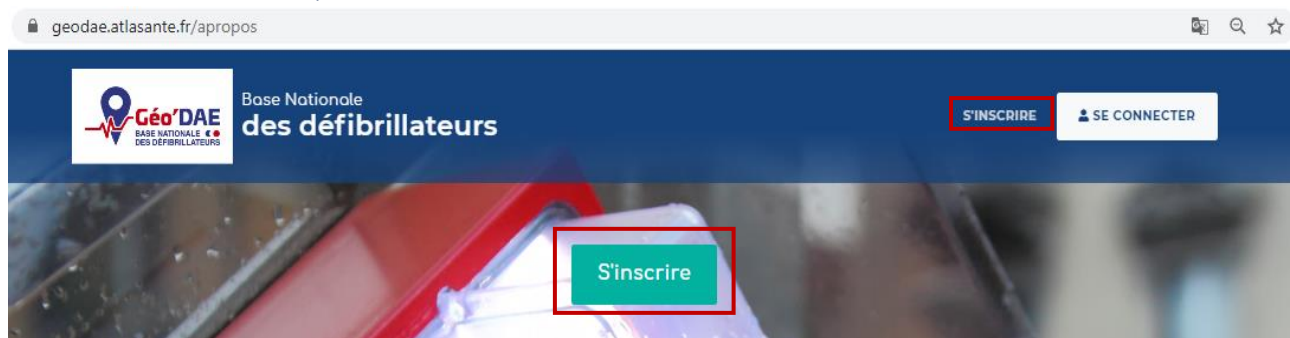 geodae.atlasante.fr/apropos
Géo'DAE
BASE NATIONALE
DES DÉFIBRILLATEURS
Base Nationale
des défibrillateurs
S'INSCRIRE
SE CONNECTER
S'inscrire